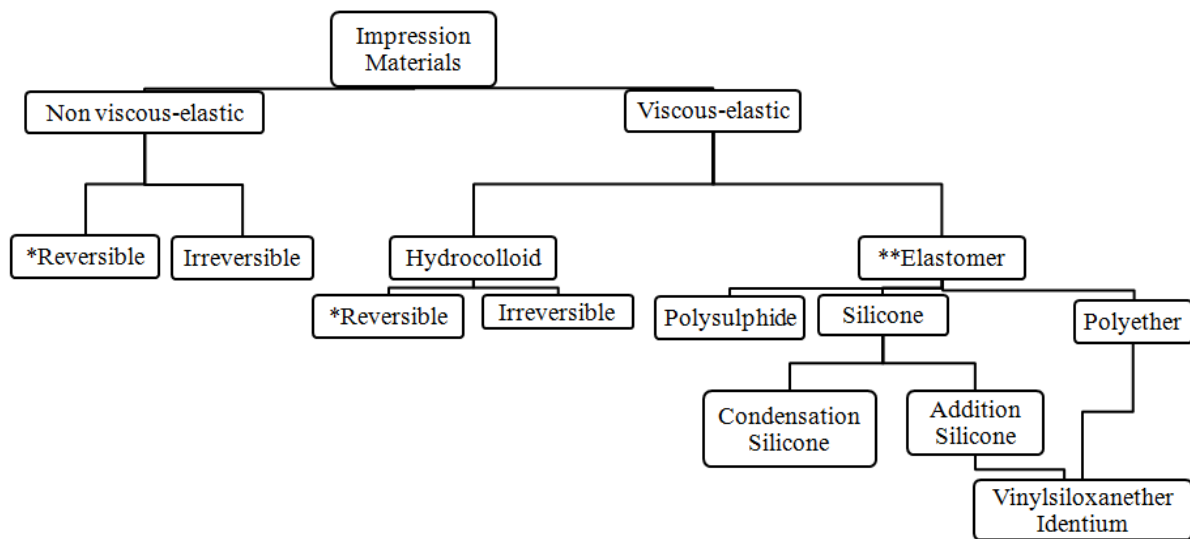 Impression
Materials
Non viscous-elastic
Viscous-elastic
*Reversible
Irreversible
Hydrocolloid
**Elastomer
*Reversible
Irreversible
Polysulphide
Silicone
Polyether
Condensation
Silicone
Addition
Silicone
Vinylsiloxanether
Identium